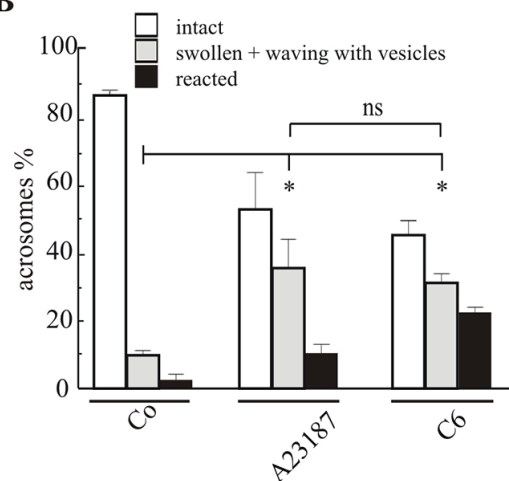 B
intact
swollen + waving with vesicles
reacted
100
80
60
40
20
0
acrosomes %
ns
*
*
Co
A23187
C6